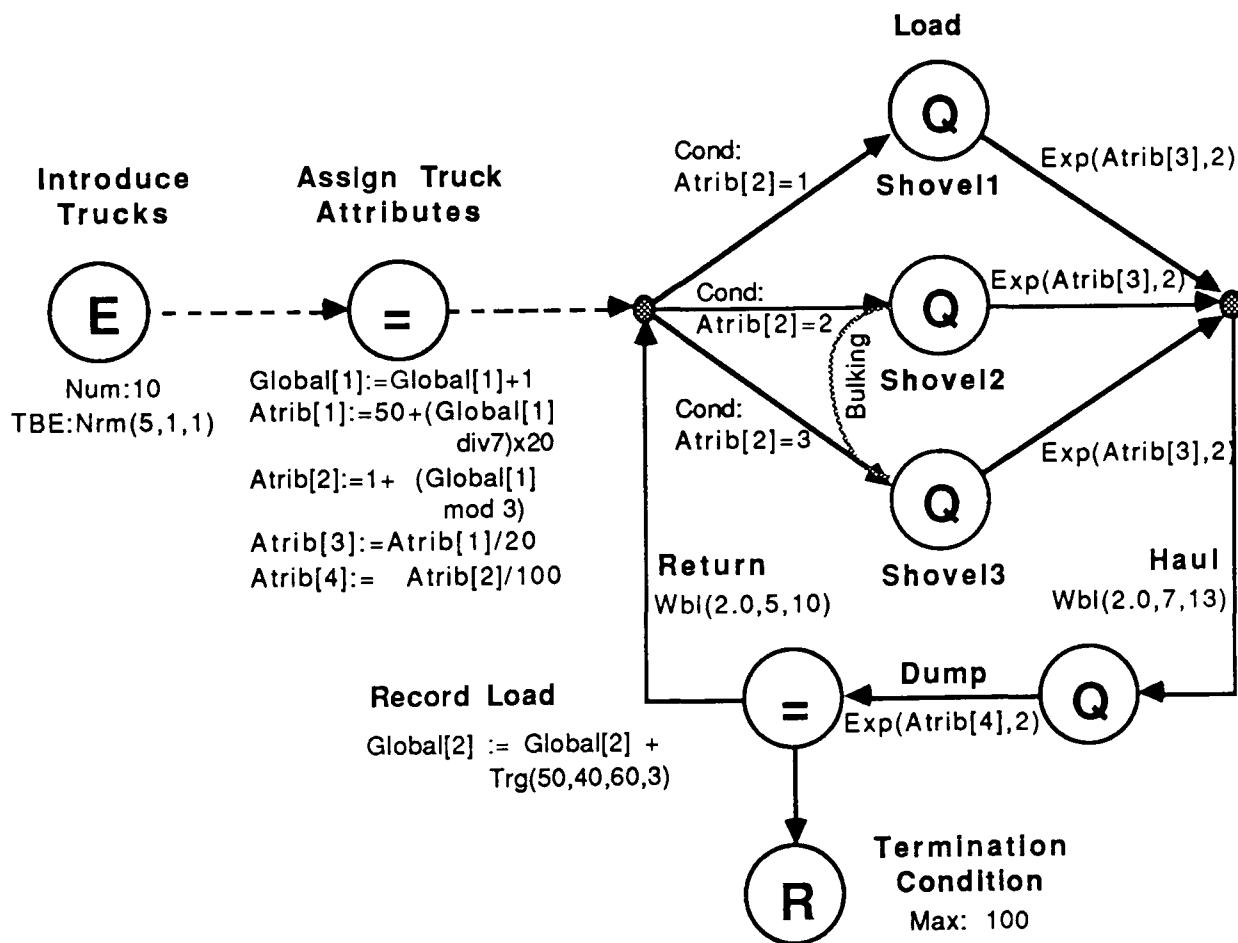 Load
Q
Cond:
Atrib[2]=1
Exp(Atrib[3],2)
Shovel1
Introduce
Trucks
Assign Truck
Attributes
E
=
Cond:
Atrib[2]=2
Q
Exp(Atrib[3],2)
Bulking
Shovel2
Num:10
TBE:Nrm(5,1,1)
Global[1]:=Global[1]+1
Atrib[1]:=50+(Global[1]
div7)x20
Atrib[2]:=1+ (Global[1]
mod 3)
Atrib[3]:=Atrib[1]/20
Atrib[4]:= Atrib[2]/100
Cond:
Atrib[2]=3
Q
Exp(Atrib[3],2)
Shovel3
Return
Wbl(2.0,5,10)
Haul
Wbl(2.0,7,13)
Record Load
Global[2] := Global[2] +
Trg(50,40,60,3)
=
Dump
Exp(Atrib[4],2)
Q
R
Termination
Condition
Max: 100